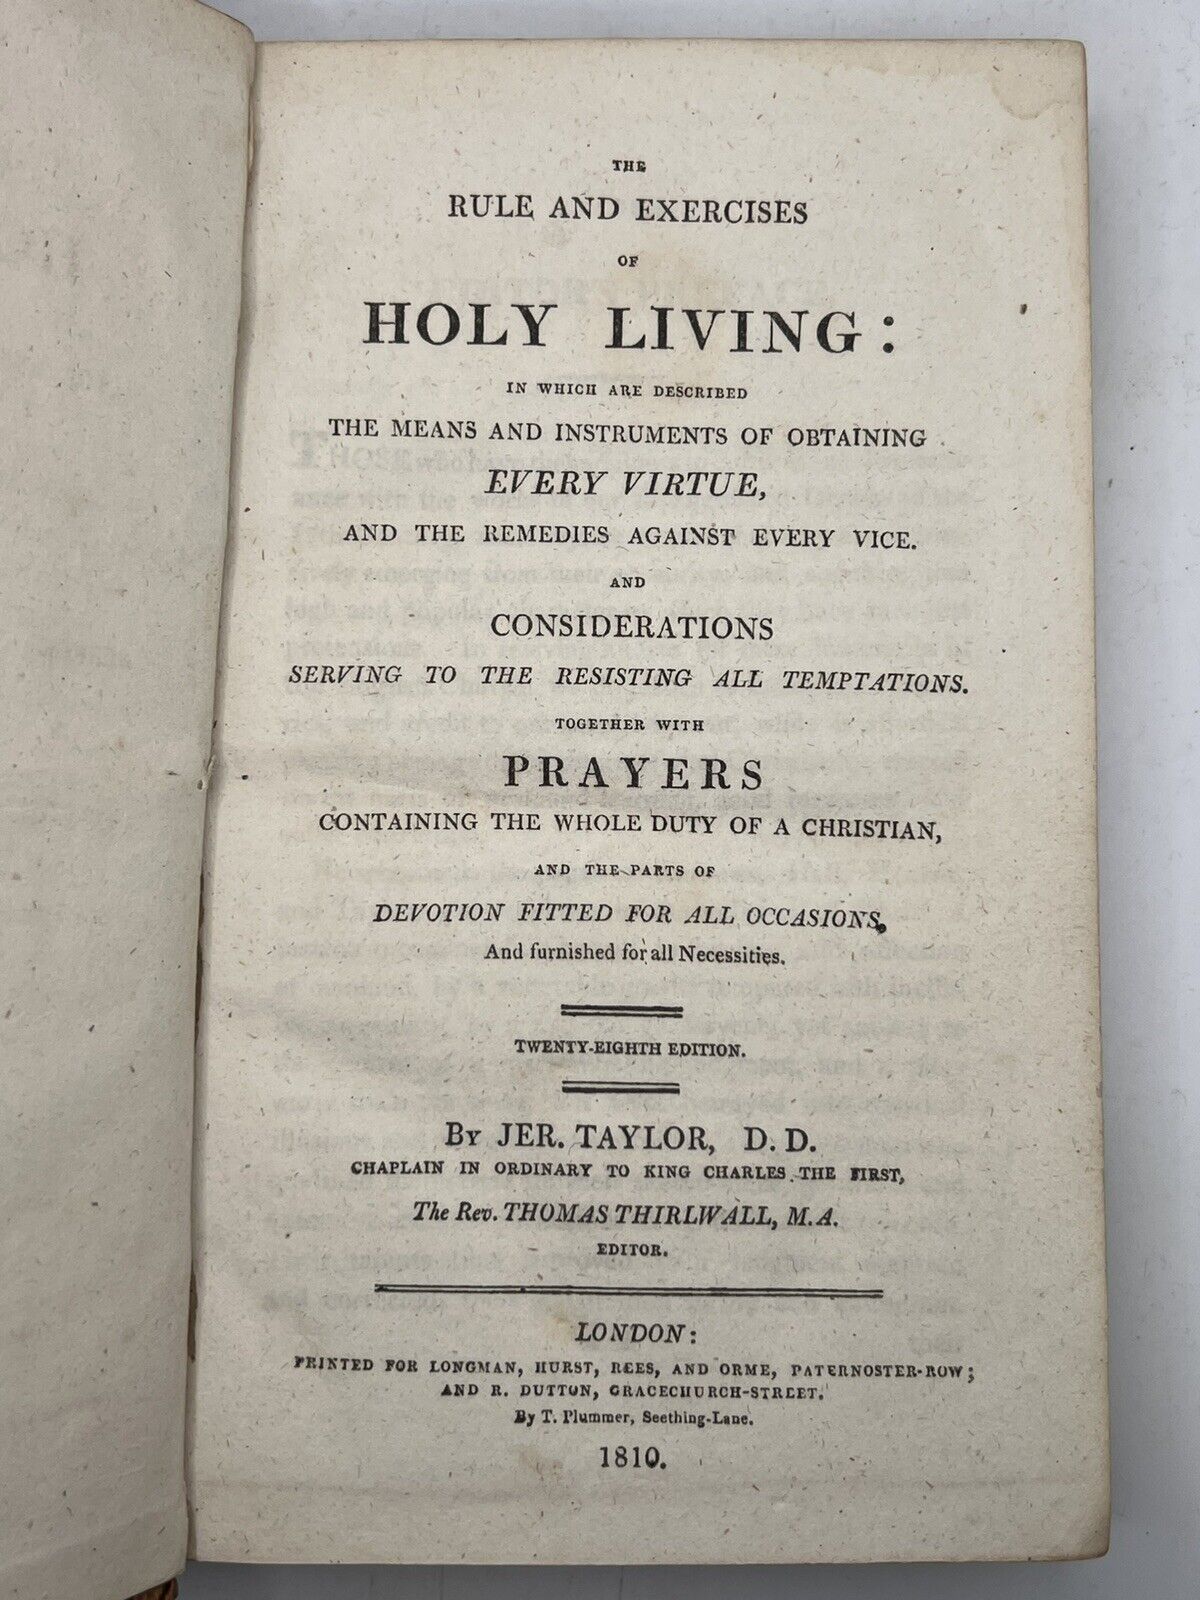 THE
RULE AND EXERCISES
OF
HOLY LIVING:
IN WHICH ARE DESCRIBED
THE MEANS AND INSTRUMENTS OF OBTAINING
EVERY VIRTUE,
AND THE REMEDIES AGAINST EVERY VICE.
AND
CONSIDERATIONS
SERVING TO THE RESISTING ALL TEMPTATIONS.
TOGETHER WITH
PRAYERS
CONTAINING THE WHOLE DUTY OF A CHRISTIAN,
AND THE PARTS OF
DEVOTION FITTED FOR ALL OCCASIONS,
And furnished for all Necessities.
TWENTY-EIGHTH EDITION.
BY JER. TAYLOR, D.D.
CHAPLAIN IN ORDINARY TO KING CHARLES THE FIRST,
The Rev. THOMAS THIRLWALL, M.A.
EDITOR.
LONDON:
PRINTED FOR LONGMAN, HURST, REES, AND ORME, PATERNOSTER-ROW;
AND R. DUTTON, GRACECHURCH-STREET.
By T. Plummer, Seething-Lane.
1810.